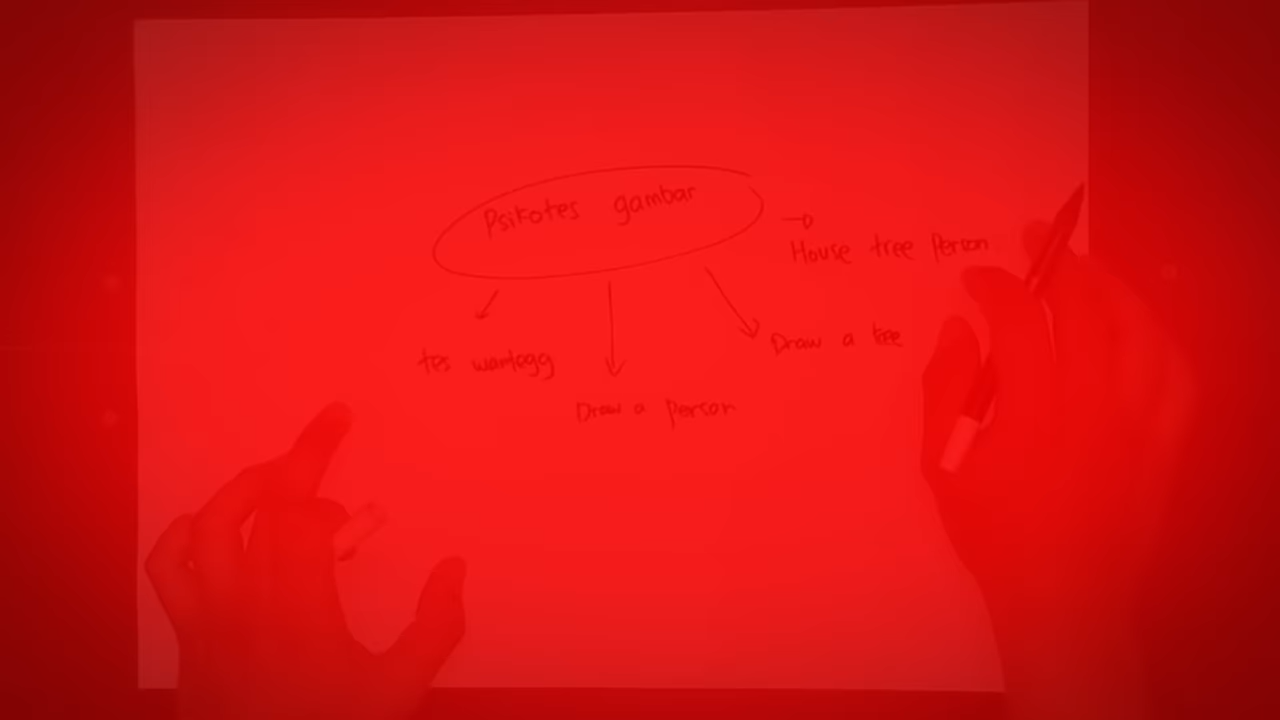 Psikotes gambar
House tree Person
Draw a tree
tes wartegg
Draw a person